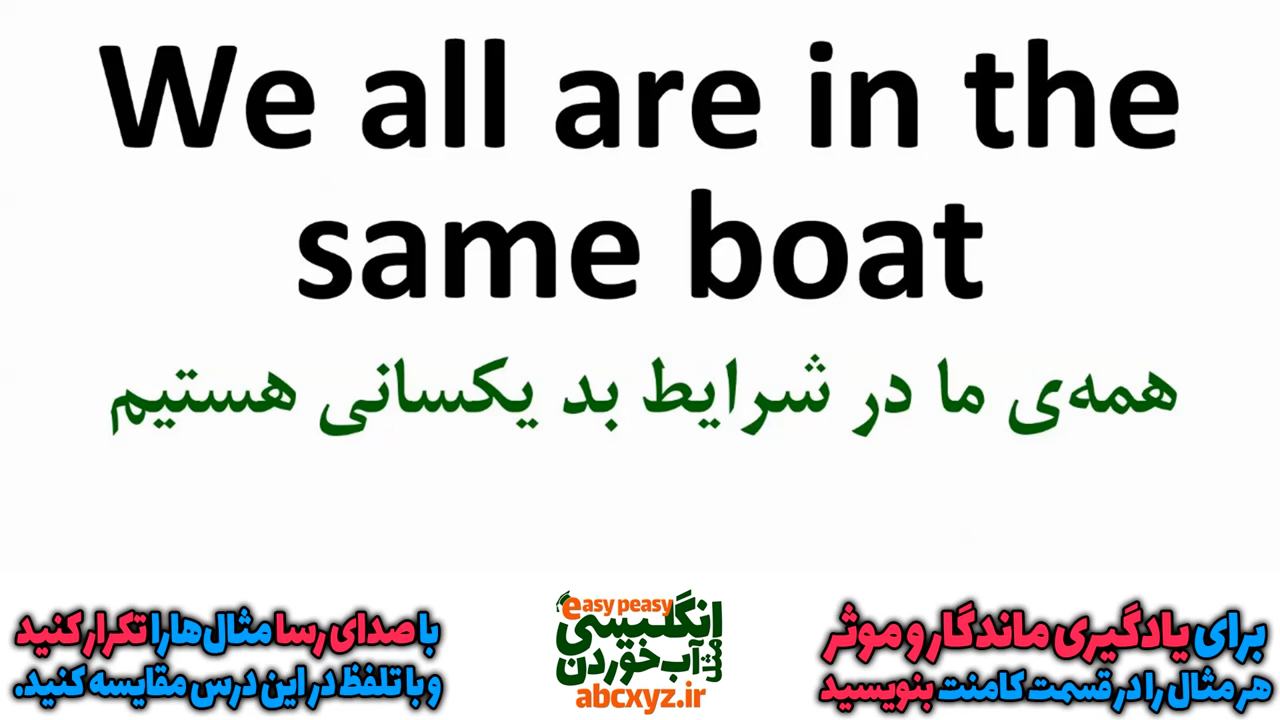 We all are in the
same boat
همه‌ی ما در شرایط بد یکسانی هستیم
برای یادگیری ماندگار و موثر
هر مثال را در قسمت کامنت بنویسید
easy peasy
انگلیسی
مثل آب خوردن
abcxyz.ir
با صدای رسا مثال‌ها را تکرار کنید
و با تلفظ در این درس مقایسه کنید.